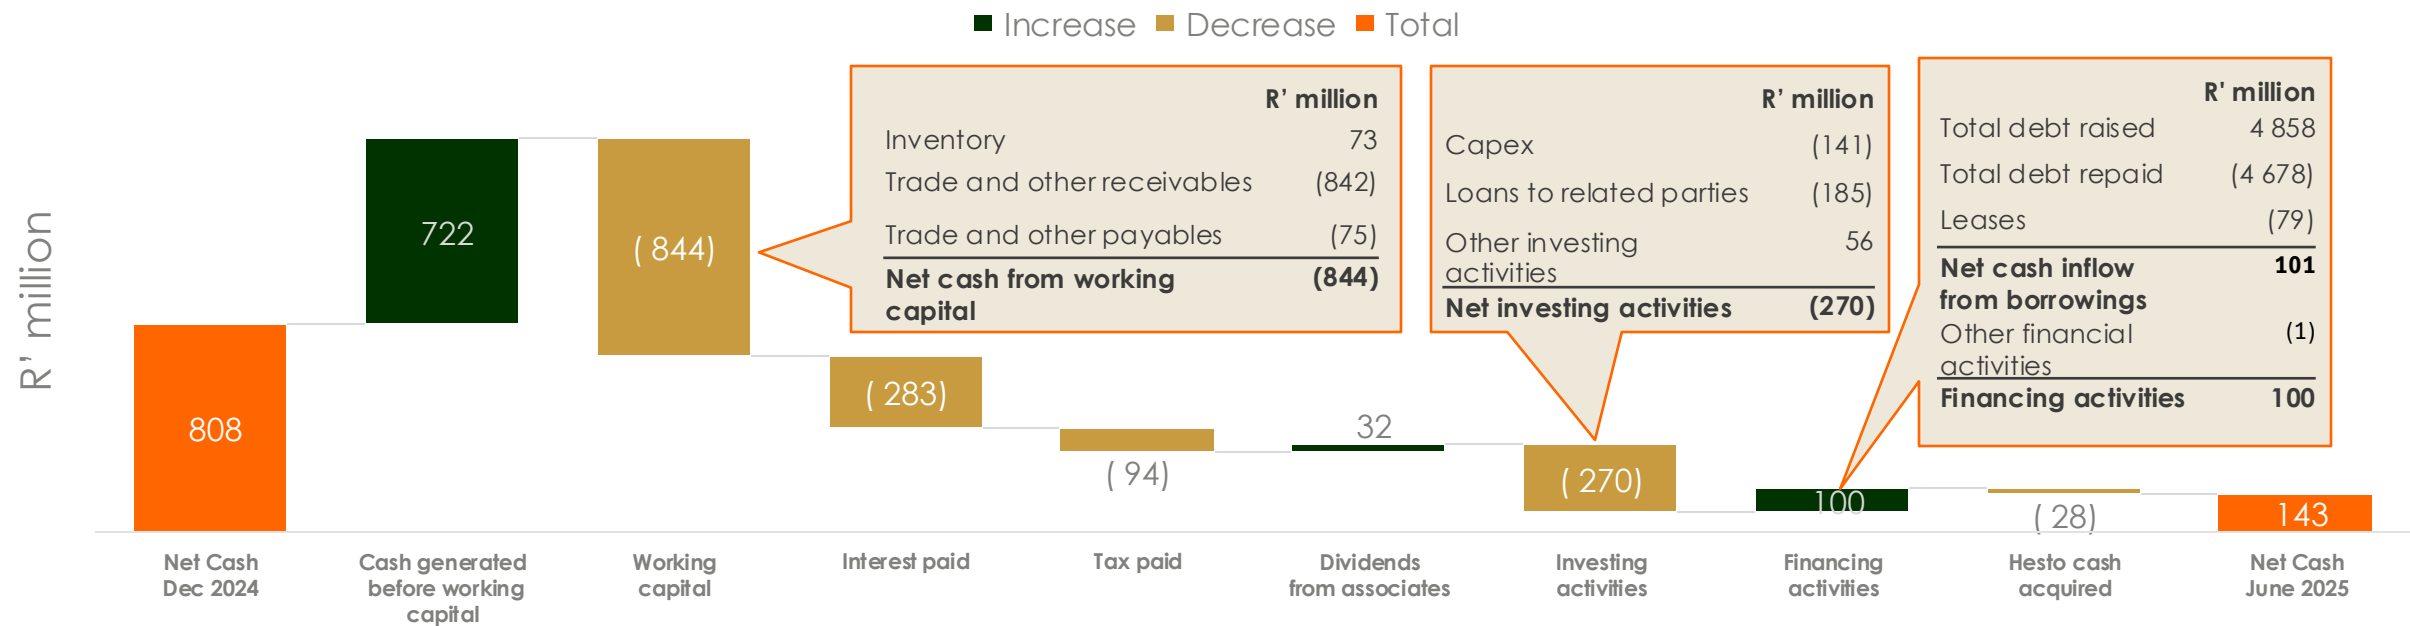 Increase Decrease Total
R' million
R’ million
Inventory 73
Trade and other receivables (842)
Trade and other payables (75)
Net cash from working (844)
capital
R’ million
Capex (141)
Loans to related parties (185)
Other investing 56
activities
Net investing activities (270)
R' million
Total debt raised 4 858
Total debt repaid (4 678)
Leases (79)
Net cash inflow 101
from borrowings
Other financial (1)
activities
Financing activities 100
808
722
( 844)
( 283)
( 94)
32
( 270)
100
( 28)
143
Net Cash
Dec 2024
Cash generated
before working
capital
Working
capital
Interest paid
Tax paid
Dividends
from associates
Investing
activities
Financing
activities
Hesto cash
acquired
Net Cash
June 2025